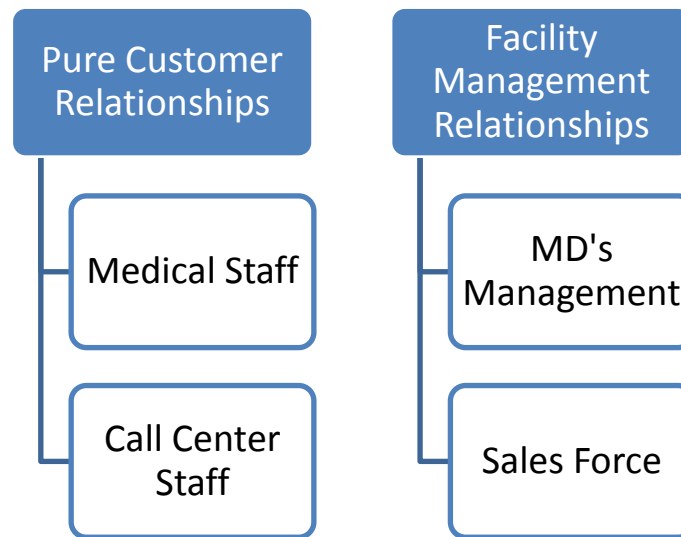 Pure Customer
Relationships
Medical Staff
Call Center
Staff
Facility
Management
Relationships
MD's
Management
Sales Force